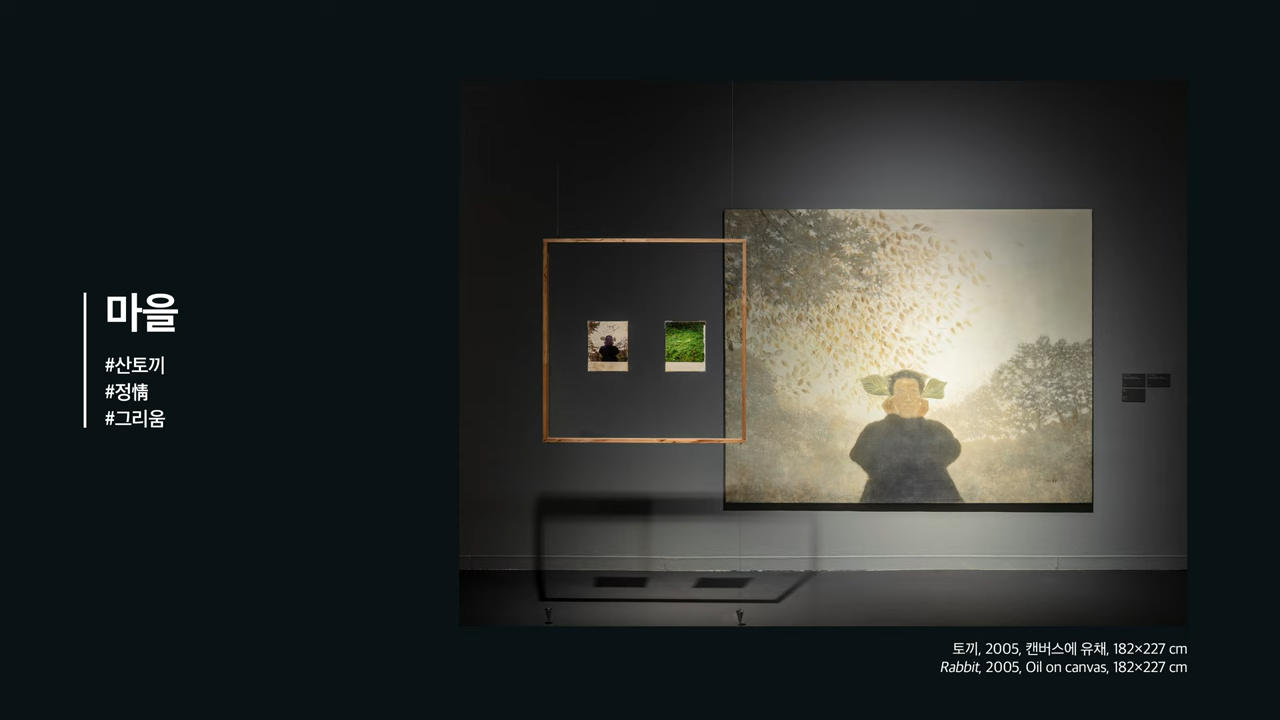 마을
#산토끼
#정情
#그리움
토끼, 2005, 캔버스에 유채, 182×227 cm
Rabbit, 2005, Oil on canvas, 182×227 cm